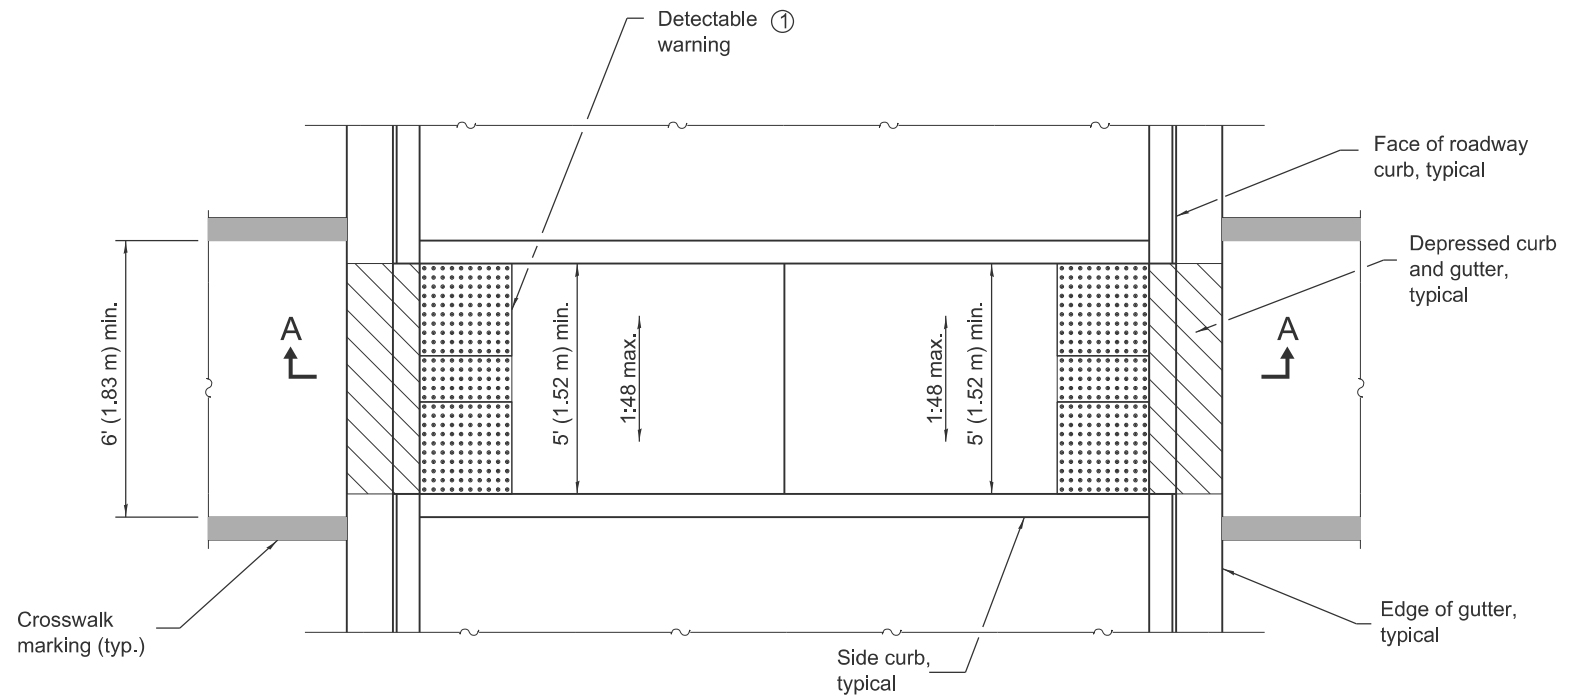 Detectable ①
warning
Face of roadway
curb, typical
Depressed curb
and gutter,
typical
6' (1.83 m) min.
A
5' (1.52 m) min.
1:48 max.
1:48 max.
5' (1.52 m) min.
A
Crosswalk
marking (typ.)
Side curb,
typical
Edge of gutter,
typical